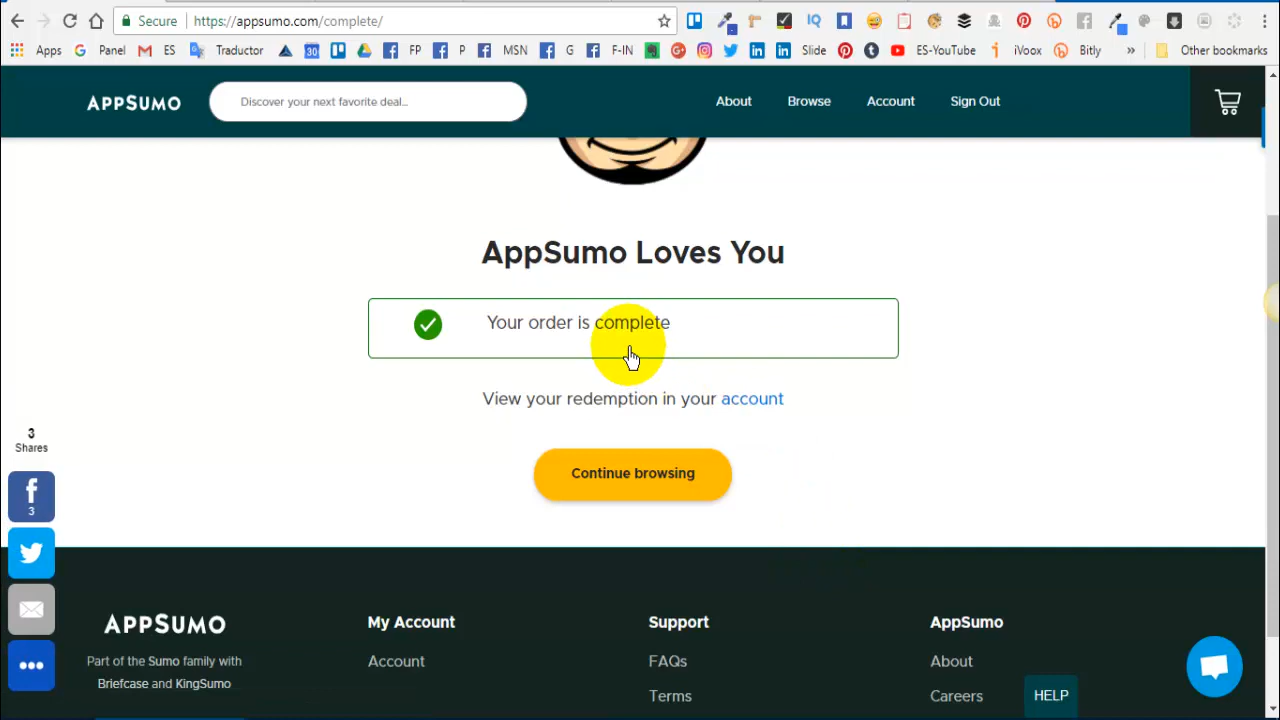 Secure https://appsumo.com/complete/
Apps G Panel ES Traductor 30 FP P MSN G F-IN Slide ES-YouTube iVoox Bitly » Other bookmarks
APPSUMO Discover your next favorite deal... About Browse Account Sign Out
AppSumo Loves You
Your order is complete
View your redemption in your account
3
Shares
Continue browsing
f
3
APPSUMO
Part of the Sumo family with
Briefcase and KingSumo
My Account
Account
Support
FAQs
Terms
AppSumo
About
Careers
HELP